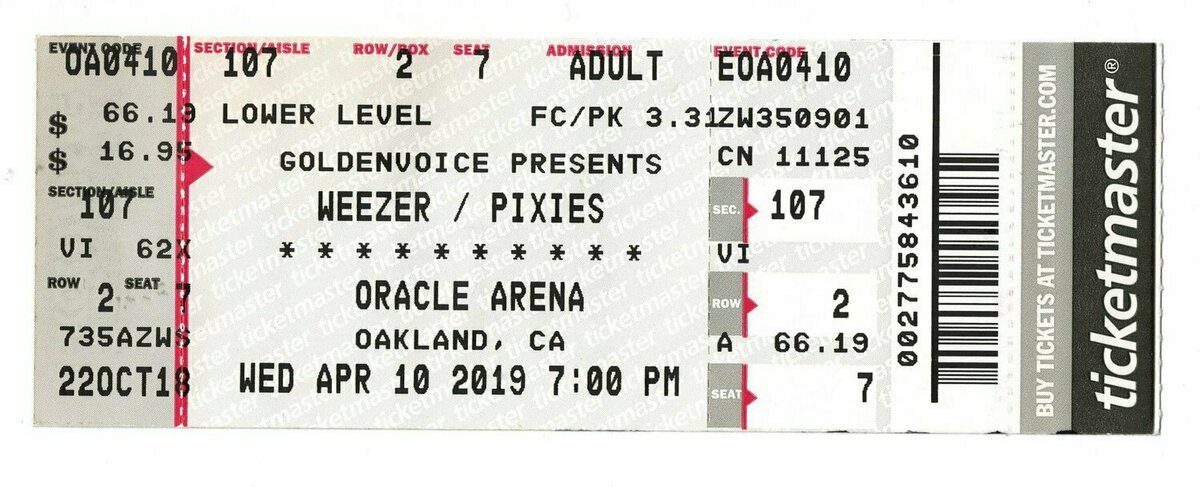 EVENT CODE
OA0410
$ 66.19
$ 16.95
SECTION/AISLE
107
VI 62X
ROW SEAT
2 7
735AZWS
22OCT18
SECTION/AISLE ROW/BOX SEAT ADMISSION
107 2 7 ADULT
LOWER LEVEL FC/PK 3.31
GOLDENVOICE PRESENTS
WEEZER / PIXIES
* * * * * * * * * *
ORACLE ARENA
OAKLAND, CA
WED APR 10 2019 7:00 PM
EVENT CODE
EOA0410
ZW350901
CN 11125
SEC. 107
VI
ROW 2
A 66.19
SEAT 7
002775843610
BUY TICKETS AT TICKETMASTER.COM
ticketmaster®